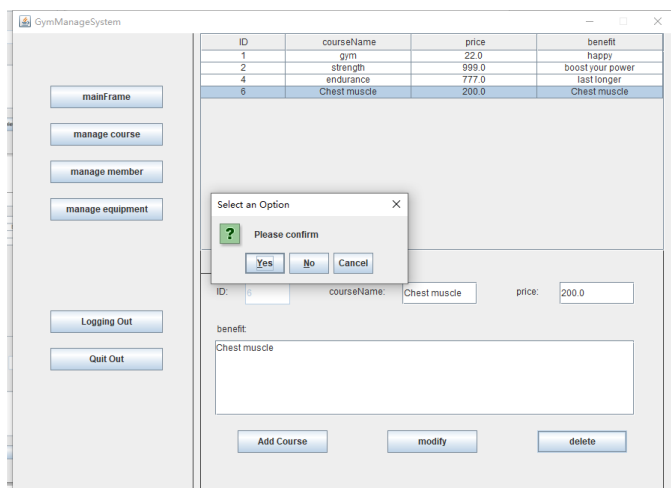 GymManageSystem
ID courseName price benefit
1 gym 22.0 happy
2 strength 999.0 boost your power
4 endurance 777.0 last longer
6 Chest muscle 200.0 Chest muscle
mainFrame
manage course
manage member
manage equipment
Select an Option
Please confirm
Yes No Cancel
ID: 6 courseName: Chest muscle price: 200.0
Logging Out
benefit:
Chest muscle
Quit Out
Add Course modify delete